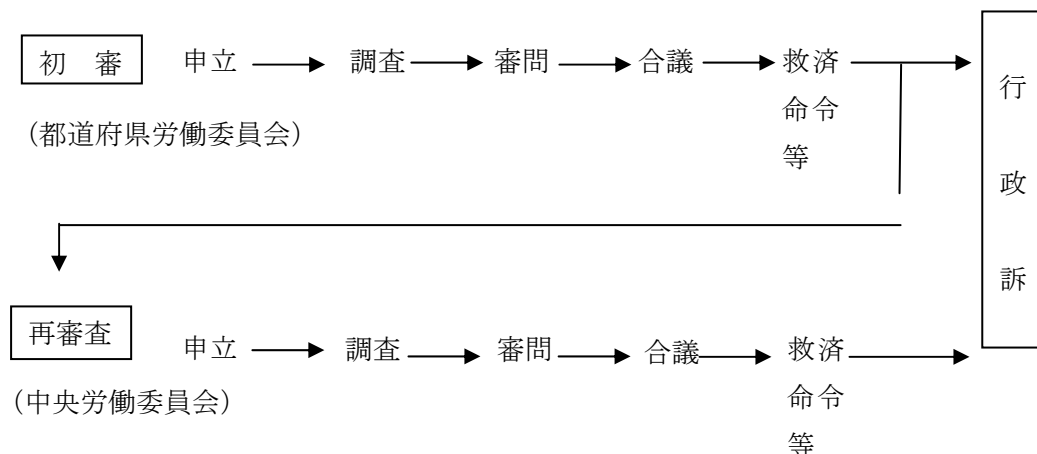 初　審　申立　調査　審問　合議　救済
命令
等
（都道府県労働委員会）
行
政
訴
再審査　申立　調査　審問　合議　救済
命令
等
（中央労働委員会）